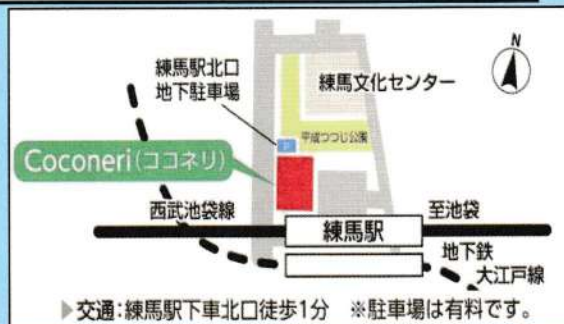 N
練馬駅北口
地下駐車場
練馬文化センター
P
平成つつじ公園
Coconeri(ココネリ)
西武池袋線
至池袋
練馬駅
地下鉄
大江戸線
▶交通:練馬駅下車北口徒歩1分 ※駐車場は有料です。